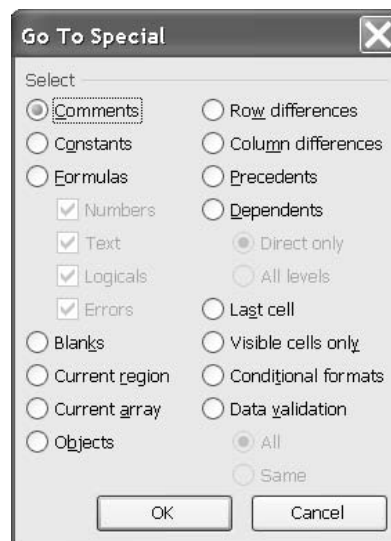 Go To Special
Select
Comments
Constants
Formulas
Numbers
Text
Logicals
Errors
Blanks
Current region
Current array
Objects
Row differences
Column differences
Precedents
Dependents
Direct only
All levels
Last cell
Visible cells only
Conditional formats
Data validation
All
Same
OK
Cancel